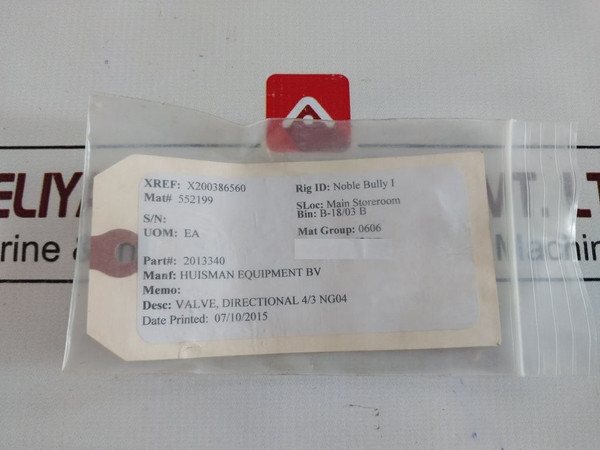 XREF: X200386560
Mat# 552199
S/N:
UOM: EA
Rig ID: Noble Bully I
SLoc: Main Storeroom
Bin: B-18/03 B
Mat Group: 0606
Part#: 2013340
Manf: HUISMAN EQUIPMENT BV
Memo:
Desc: VALVE, DIRECTIONAL 4/3 NG04
Date Printed: 07/10/2015